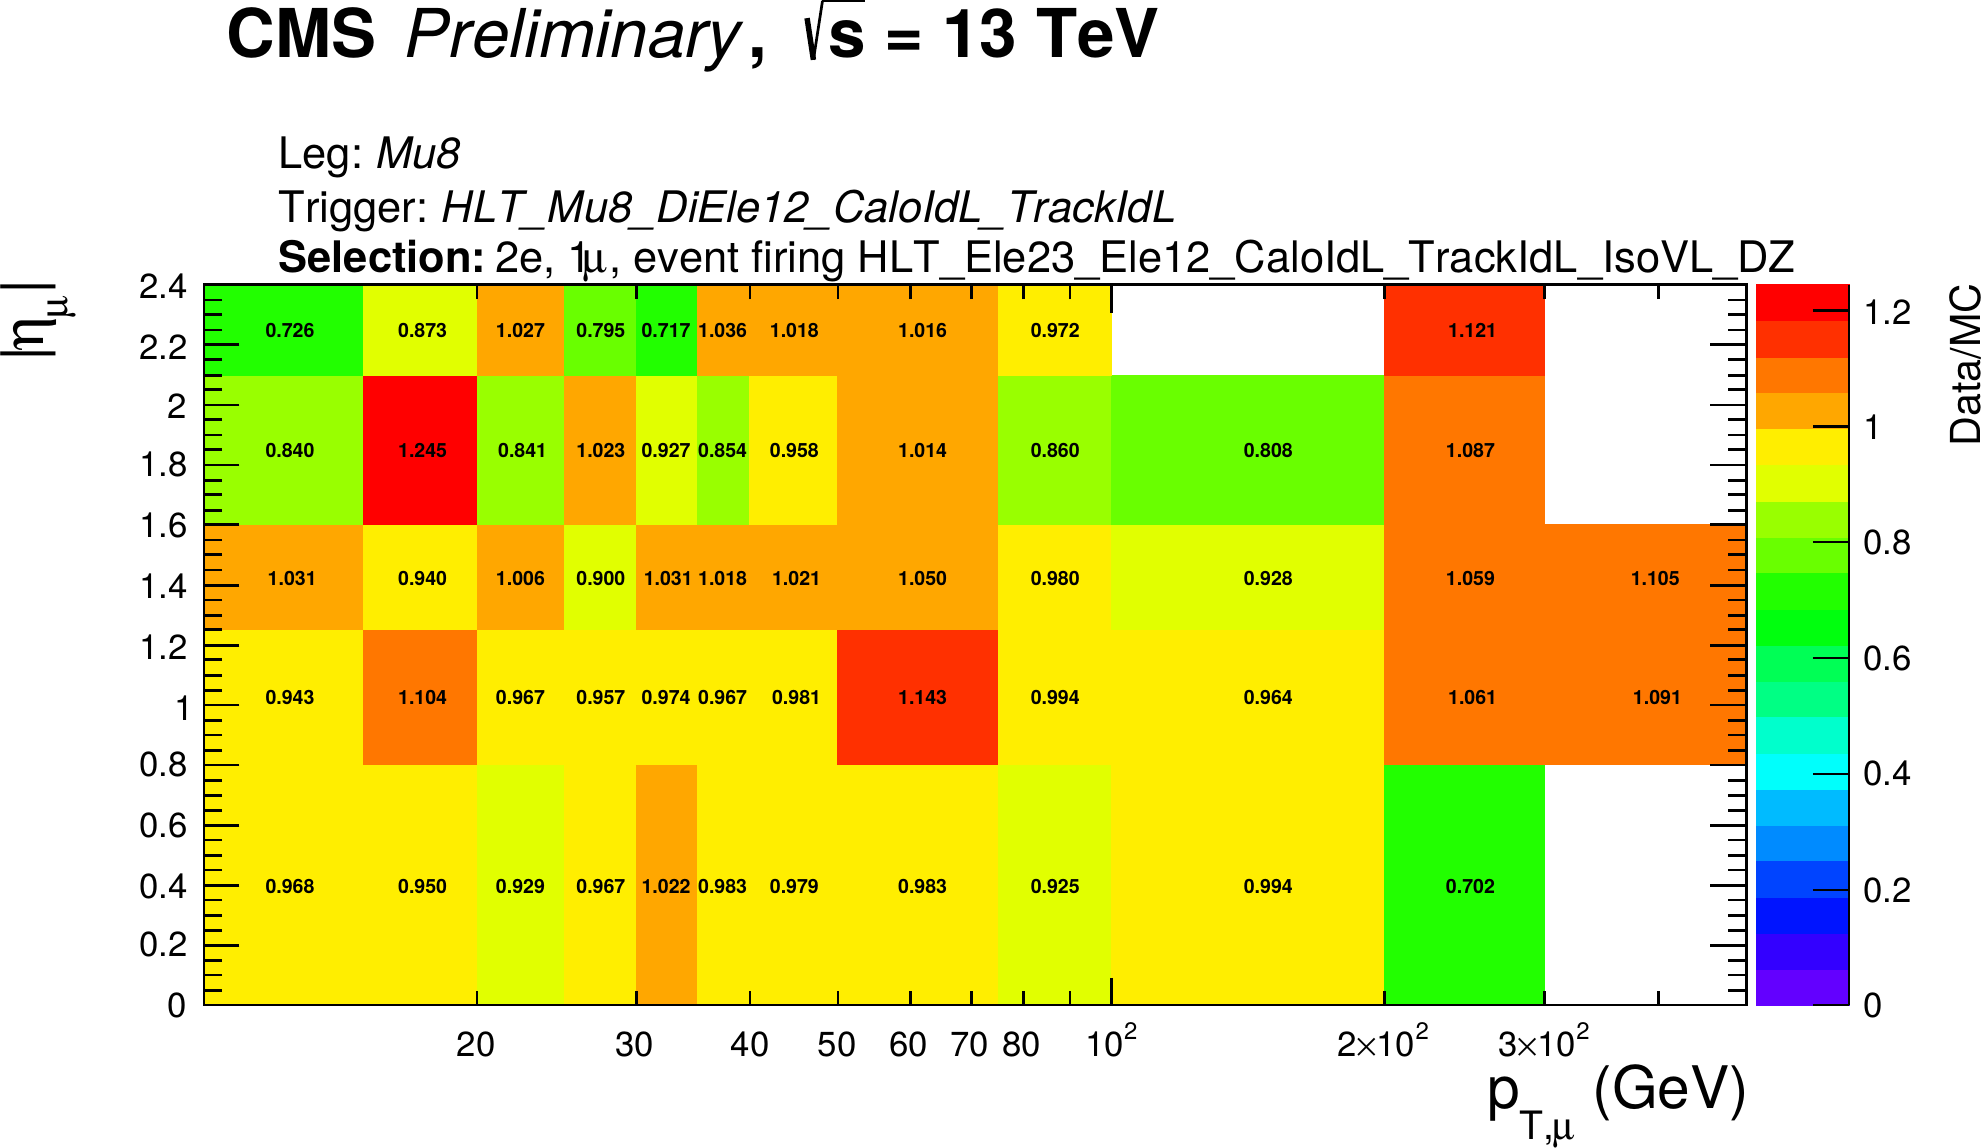 CMS Preliminary, √s = 13 TeV
Leg: Mu8
Trigger: HLT_Mu8_DiEle12_CaloIdL_TrackIdL
Selection: 2e, 1μ, event firing HLT_Ele23_Ele12_CaloIdL_TrackIdL_IsoVL_DZ
|ημ|
2.4
2.2
2
1.8
1.6
1.4
1.2
1
0.8
0.6
0.4
0.2
0
0.726 0.873 1.027 0.795 0.717 1.036 1.018 1.016 0.972 1.121
0.840 1.245 0.841 1.023 0.927 0.854 0.958 1.014 0.860 0.808 1.087
1.031 0.940 1.006 0.900 1.031 1.018 1.021 1.050 0.980 0.928 1.059 1.105
0.943 1.104 0.967 0.957 0.974 0.967 0.981 1.143 0.994 0.964 1.061 1.091
0.968 0.950 0.929 0.967 1.022 0.983 0.979 0.983 0.925 0.994 0.702
20 30 40 50 60 70 80 10² 2×10² 3×10²
pT,μ (GeV)
1.2
1
0.8
0.6
0.4
0.2
0
Data/MC